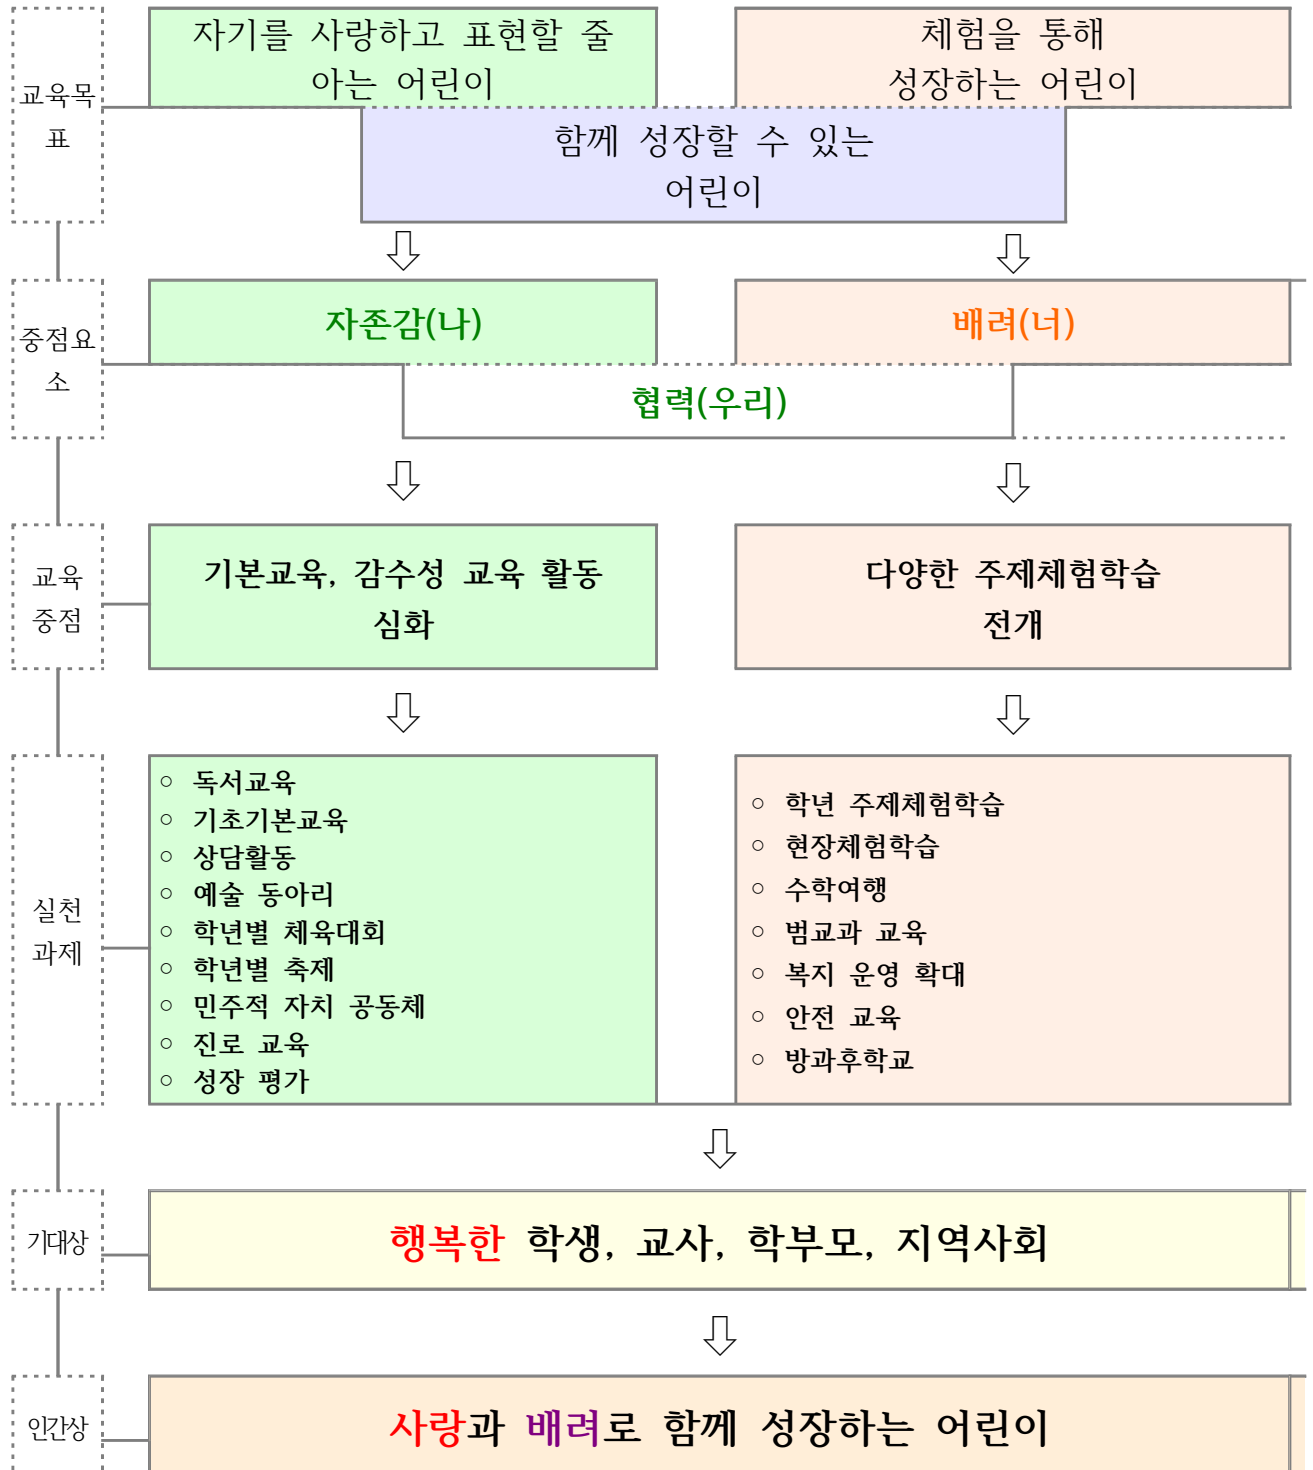 교육목
표
자기를 사랑하고 표현할 줄
아는 어린이
체험을 통해
성장하는 어린이
함께 성장할 수 있는
어린이
중점요
소
자존감(나)
배려(너)
협력(우리)
교육
중점
기본교육, 감수성 교육 활동
심화
다양한 주제체험학습
전개
실천
과제
○ 독서교육
○ 기초기본교육
○ 상담활동
○ 예술 동아리
○ 학년별 체육대회
○ 학년별 축제
○ 민주적 자치 공동체
○ 진로 교육
○ 성장 평가
○ 학년 주제체험학습
○ 현장체험학습
○ 수학여행
○ 범교과 교육
○ 복지 운영 확대
○ 안전 교육
○ 방과후학교
기대상
행복한 학생, 교사, 학부모, 지역사회
인간상
사랑과 배려로 함께 성장하는 어린이